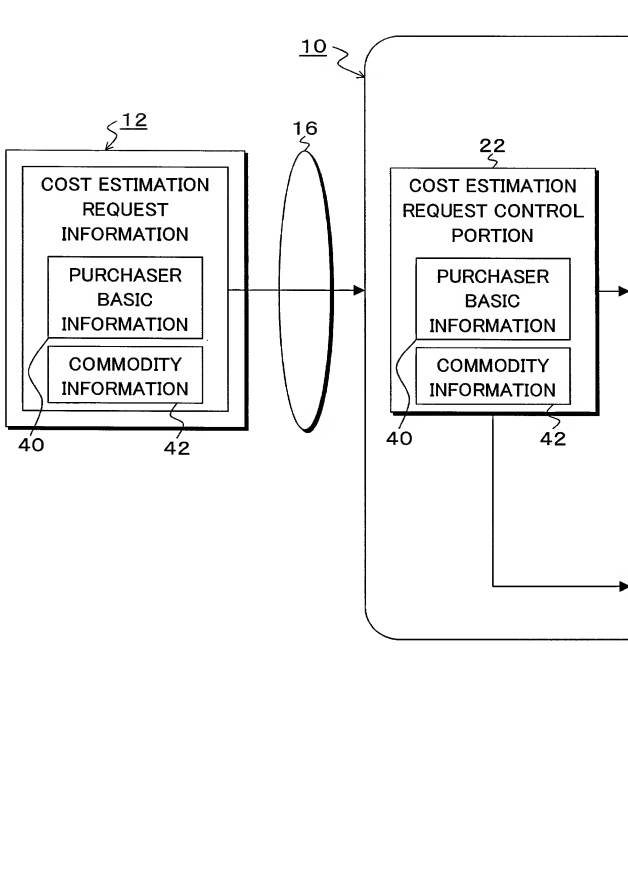 10
12
16
22
COST ESTIMATION
REQUEST
INFORMATION
PURCHASER
BASIC
INFORMATION
COMMODITY
INFORMATION
40
42
COST ESTIMATION
REQUEST CONTROL
PORTION
PURCHASER
BASIC
INFORMATION
COMMODITY
INFORMATION
40
42